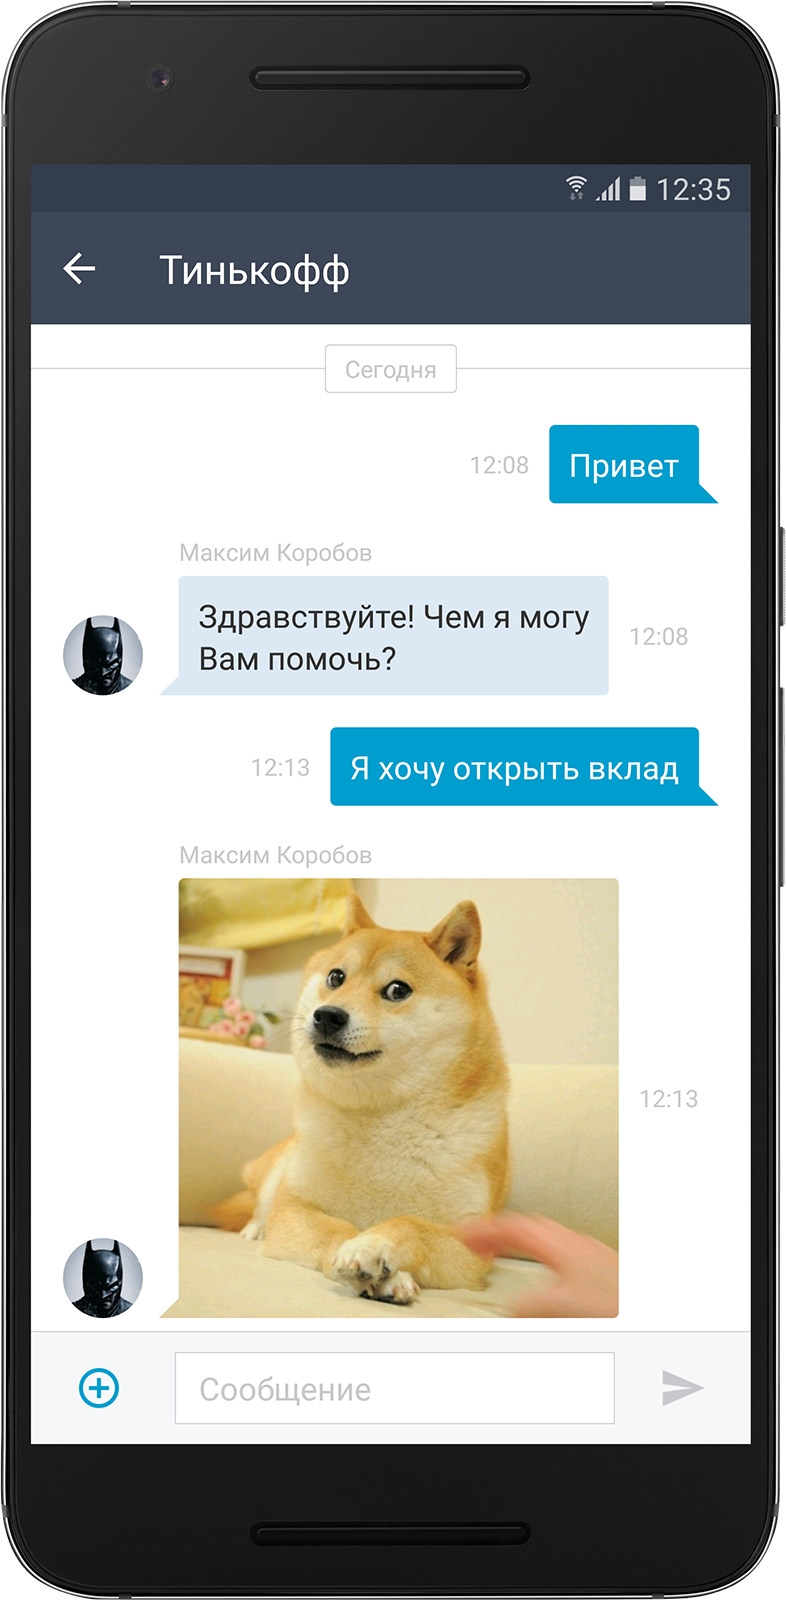 12:35
Тинькофф
Сегодня
12:08 Привет
Максим Коробов
Здравствуйте! Чем я могу
Вам помочь?
12:08
12:13 Я хочу открыть вклад
Максим Коробов
12:13
Сообщение